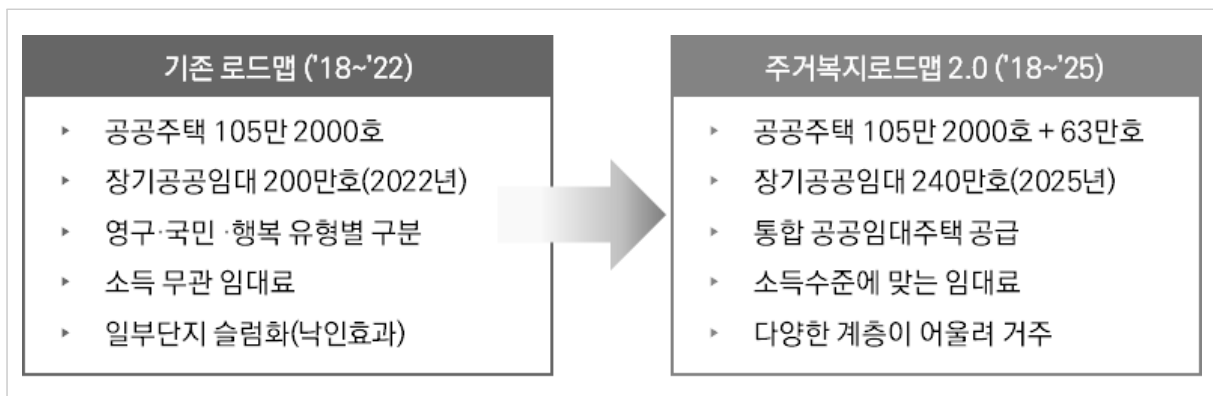 기존 로드맵 ('18~'22)
▸ 공공주택 105만 2000호
▸ 장기공공임대 200만호(2022년)
▸ 영구·국민 ·행복 유형별 구분
▸ 소득 무관 임대료
▸ 일부단지 슬럼화(낙인효과)
주거복지로드맵 2.0 ('18~'25)
▸ 공공주택 105만 2000호 + 63만호
▸ 장기공공임대 240만호(2025년)
▸ 통합 공공임대주택 공급
▸ 소득수준에 맞는 임대료
▸ 다양한 계층이 어울려 거주